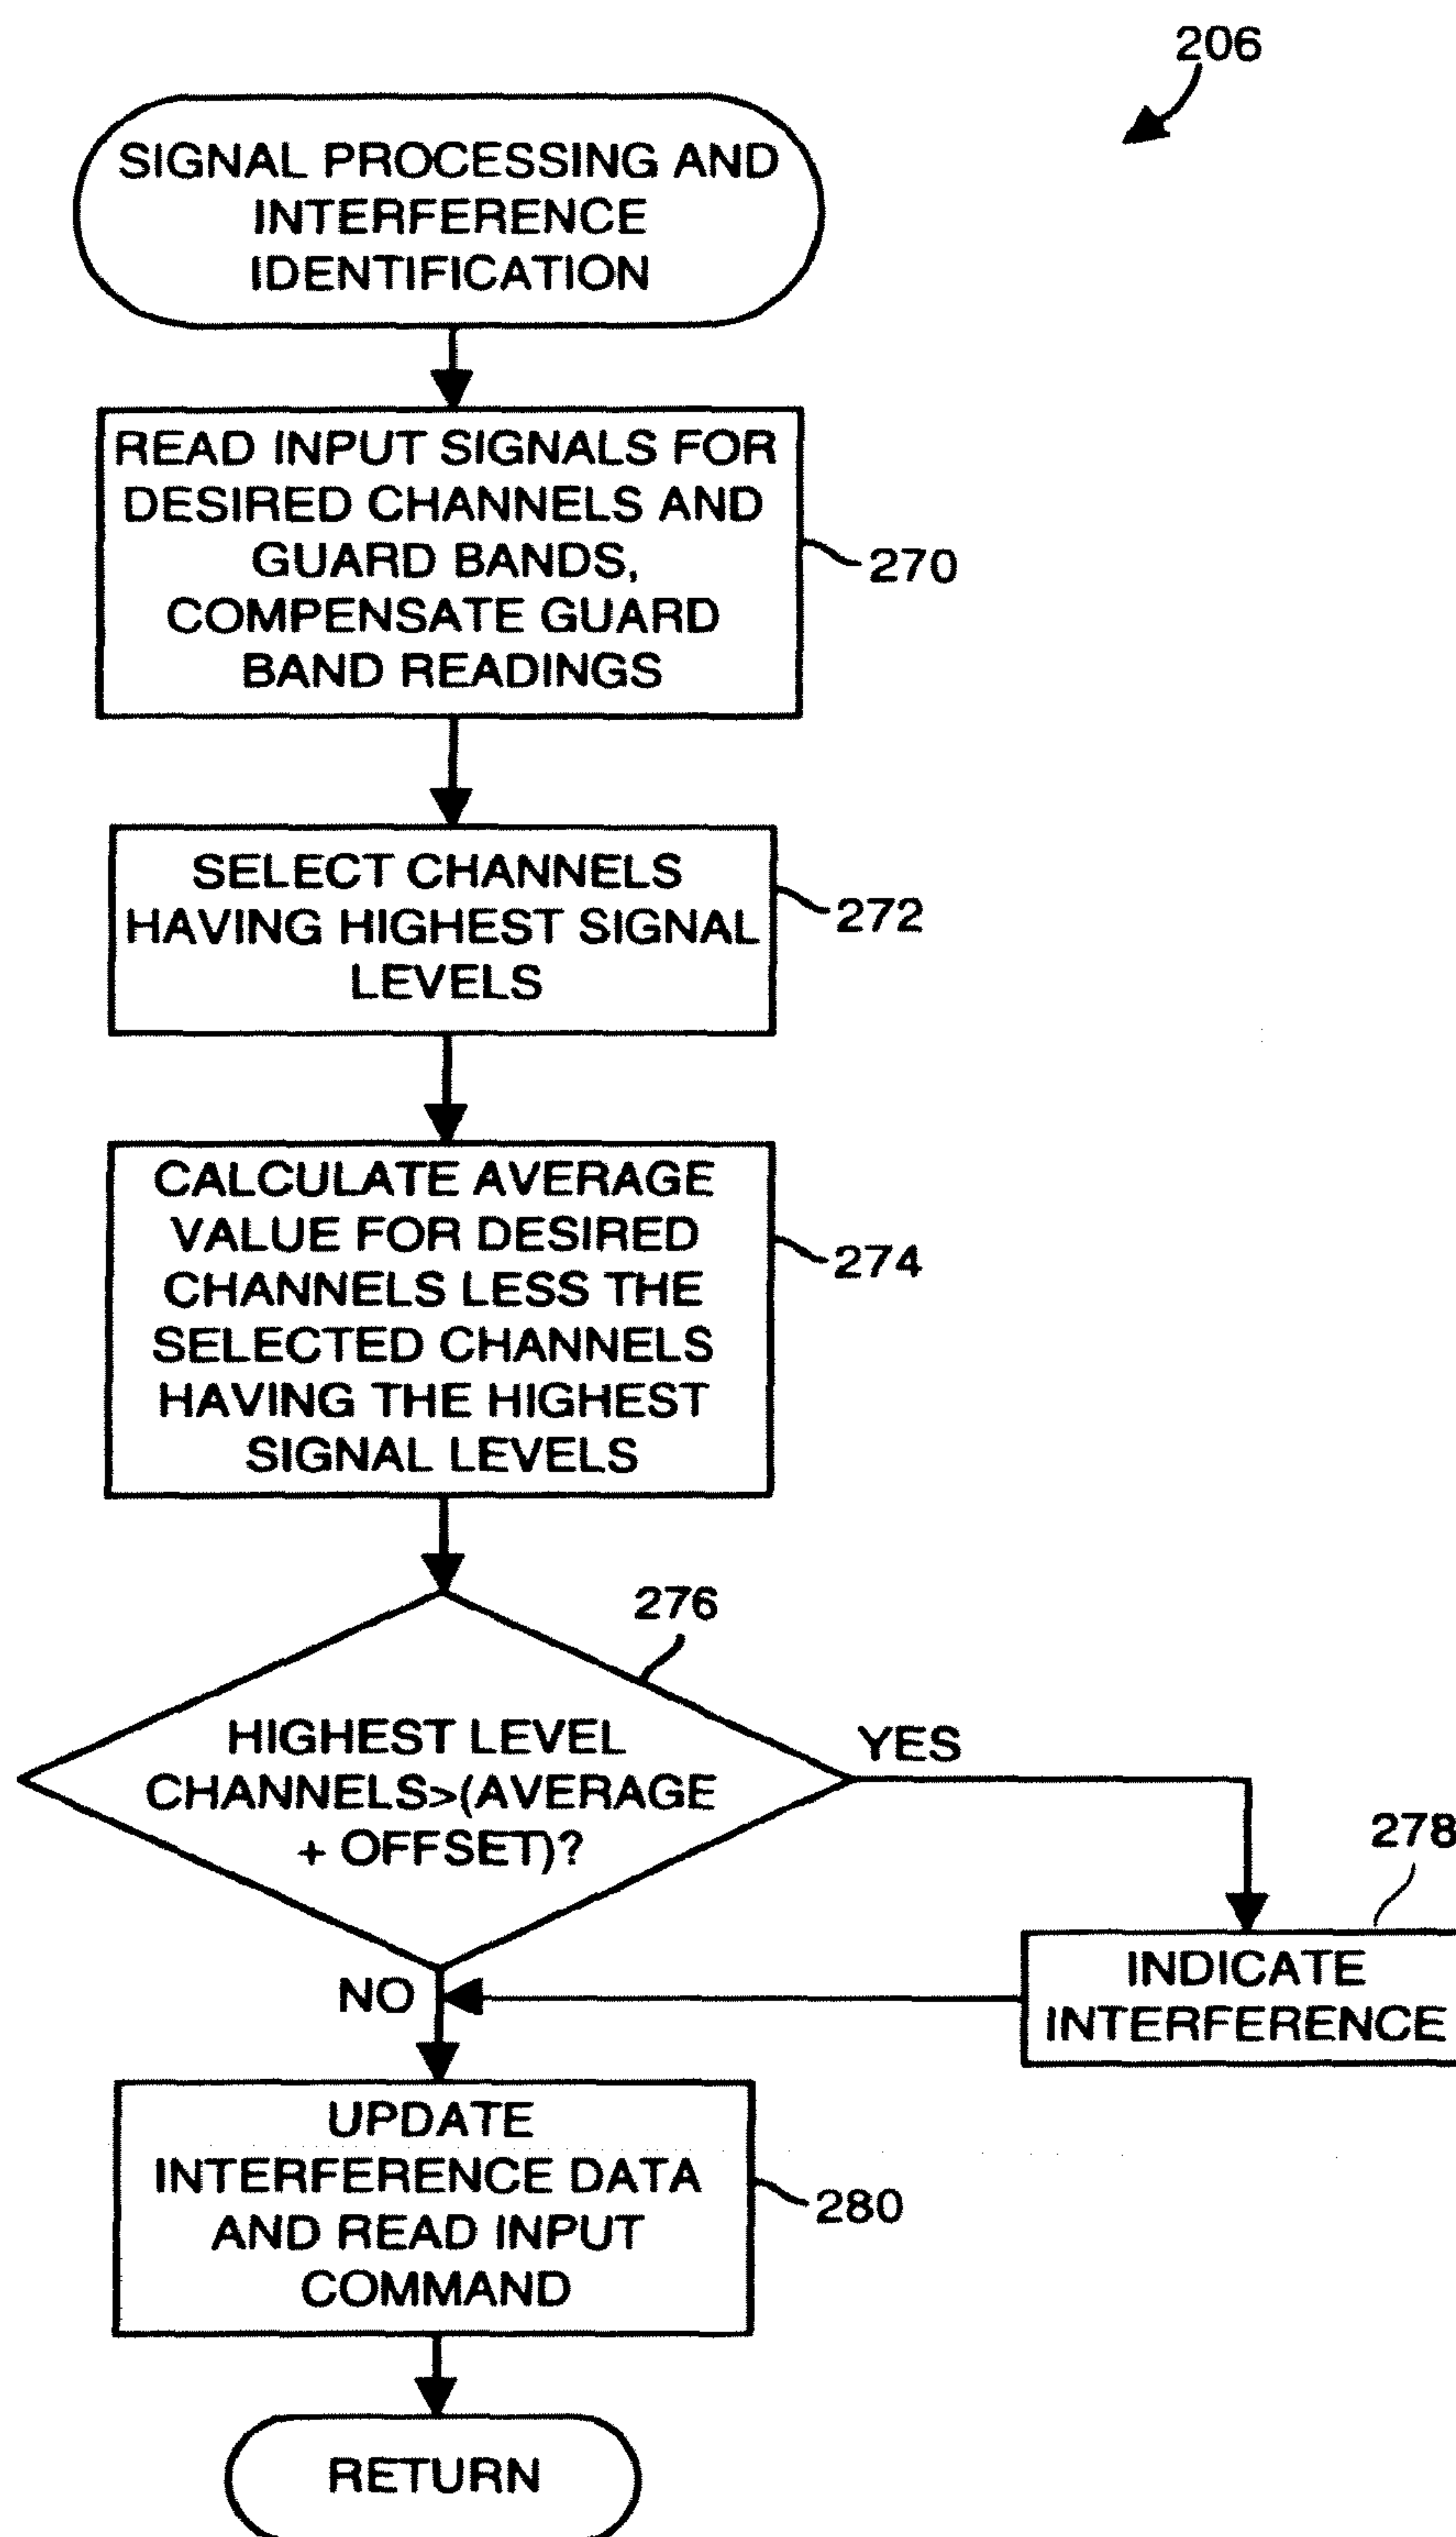 206
SIGNAL PROCESSING AND
INTERFERENCE
IDENTIFICATION
READ INPUT SIGNALS FOR
DESIRED CHANNELS AND
GUARD BANDS,
COMPENSATE GUARD
BAND READINGS
270
SELECT CHANNELS
HAVING HIGHEST SIGNAL
LEVELS
272
CALCULATE AVERAGE
VALUE FOR DESIRED
CHANNELS LESS THE
SELECTED CHANNELS
HAVING THE HIGHEST
SIGNAL LEVELS
274
276
HIGHEST LEVEL
CHANNELS>(AVERAGE
+ OFFSET)?
YES
278
INDICATE
INTERFERENCE
NO
UPDATE
INTERFERENCE DATA
AND READ INPUT
COMMAND
280
RETURN